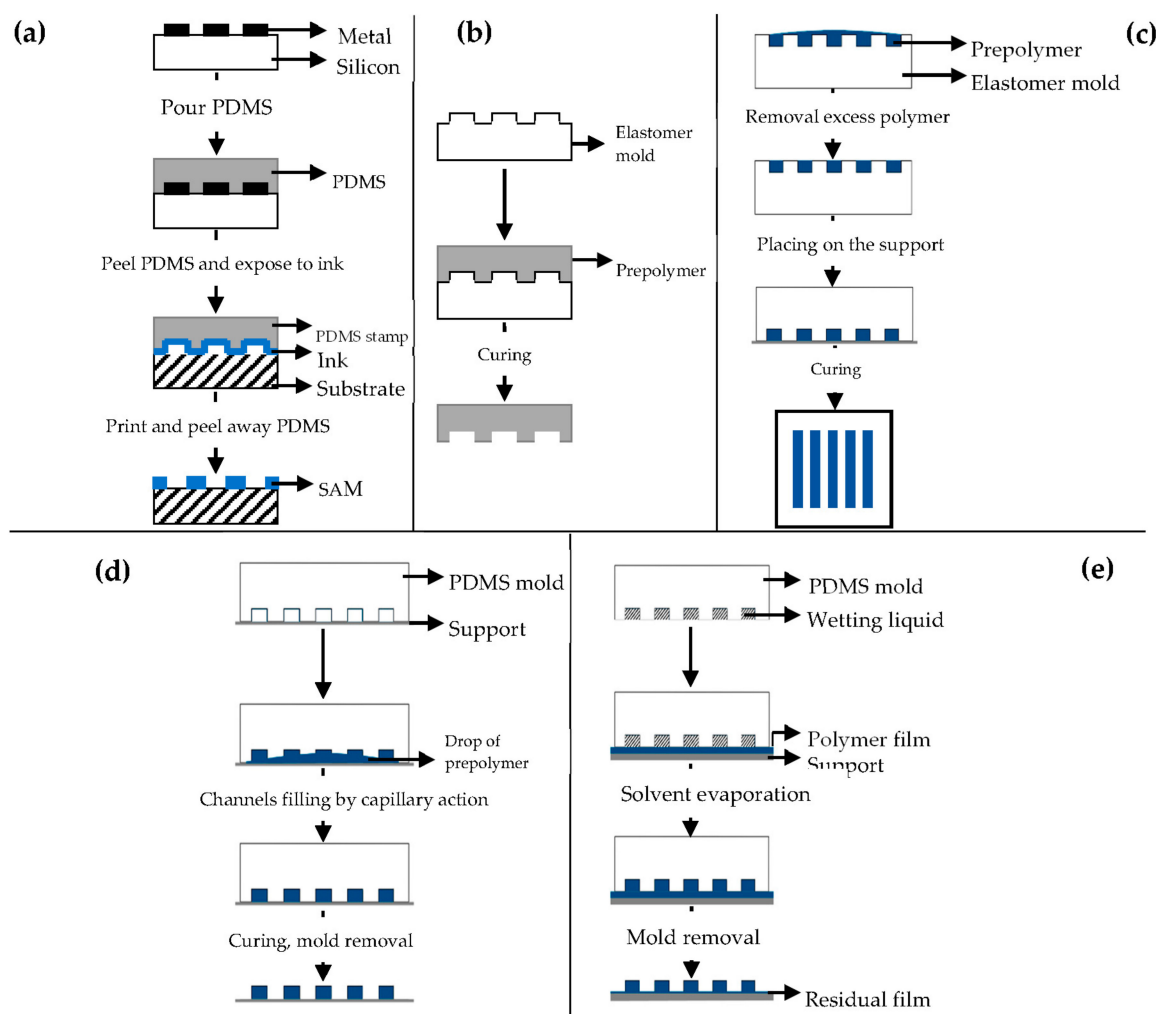 (a)
Metal
Silicon
Pour PDMS
PDMS
Peel PDMS and expose to ink
PDMS stamp
Ink
Substrate
Print and peel away PDMS
SAM
(b)
Elastomer
mold
Prepolymer
Curing
(c)
Prepolymer
Elastomer mold
Removal excess polymer
Placing on the support
Curing
(d)
PDMS mold
Support
Drop of
prepolymer
Channels filling by capillary action
Curing, mold removal
(e)
PDMS mold
Wetting liquid
Polymer film
Support
Solvent evaporation
Mold removal
Residual film